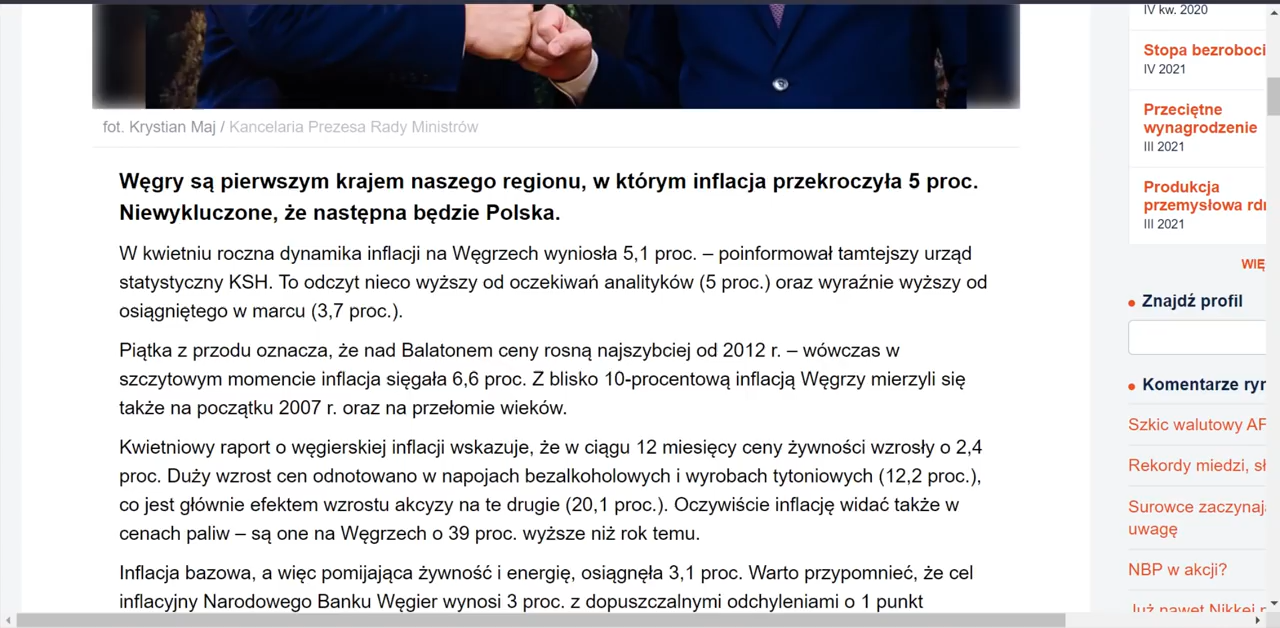 fot. Krystian Maj / Kancelaria Prezesa Rady Ministrów
Węgry są pierwszym krajem naszego regionu, w którym inflacja przekroczyła 5 proc.
Niewykluczone, że następna będzie Polska.
W kwietniu roczna dynamika inflacji na Węgrzech wyniosła 5,1 proc. – poinformował tamtejszy urząd
statystyczny KSH. To odczyt nieco wyższy od oczekiwań analityków (5 proc.) oraz wyraźnie wyższy od
osiągniętego w marcu (3,7 proc.).
Piątka z przodu oznacza, że nad Balatonem ceny rosną najszybciej od 2012 r. – wówczas w
szczytowym momencie inflacja sięgała 6,6 proc. Z blisko 10-procentową inflacją Węgrzy mierzyli się
także na początku 2007 r. oraz na przełomie wieków.
Kwietniowy raport o węgierskiej inflacji wskazuje, że w ciągu 12 miesięcy ceny żywności wzrosły o 2,4
proc. Duży wzrost cen odnotowano w napojach bezalkoholowych i wyrobach tytoniowych (12,2 proc.),
co jest głównie efektem wzrostu akcyzy na te drugie (20,1 proc.). Oczywiście inflację widać także w
cenach paliw – są one na Węgrzech o 39 proc. wyższe niż rok temu.
Inflacja bazowa, a więc pomijająca żywność i energię, osiągnęła 3,1 proc. Warto przypomnieć, że cel
inflacyjny Narodowego Banku Węgier wynosi 3 proc. z dopuszczalnymi odchyleniami o 1 punkt
IV kw. 2020
Stopa bezroboci
IV 2021
Przeciętne
wynagrodzenie
III 2021
Produkcja
przemysłowa rdr
III 2021
WIĘ
Znajdź profil
Komentarze ryn
Szkic walutowy AF
Rekordy miedzi, sł
Surowce zaczynają
uwagę
NBP w akcji?
Już nawet Nikkei